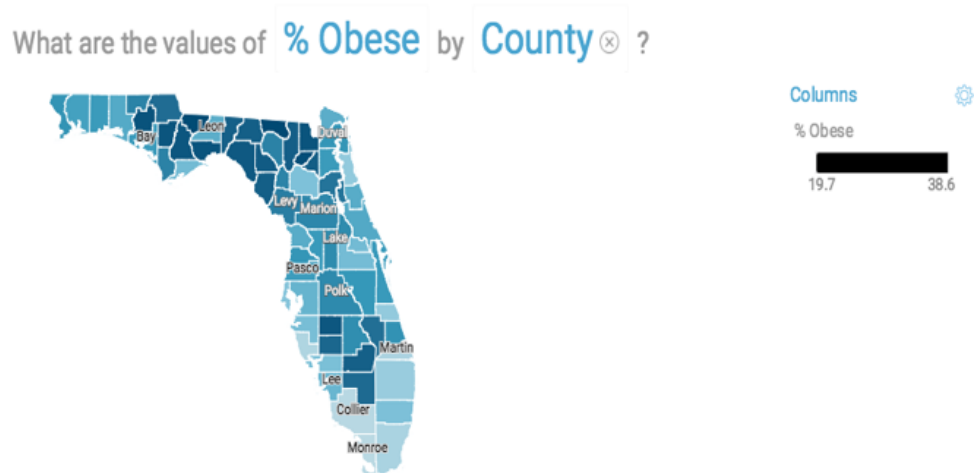 What are the values of % Obese by County ?
Columns
% Obese
19.7 38.6
Leon
Duval
Bay
Levy
Marion
Lake
Pasco
Polk
Martin
Lee
Collier
Monroe